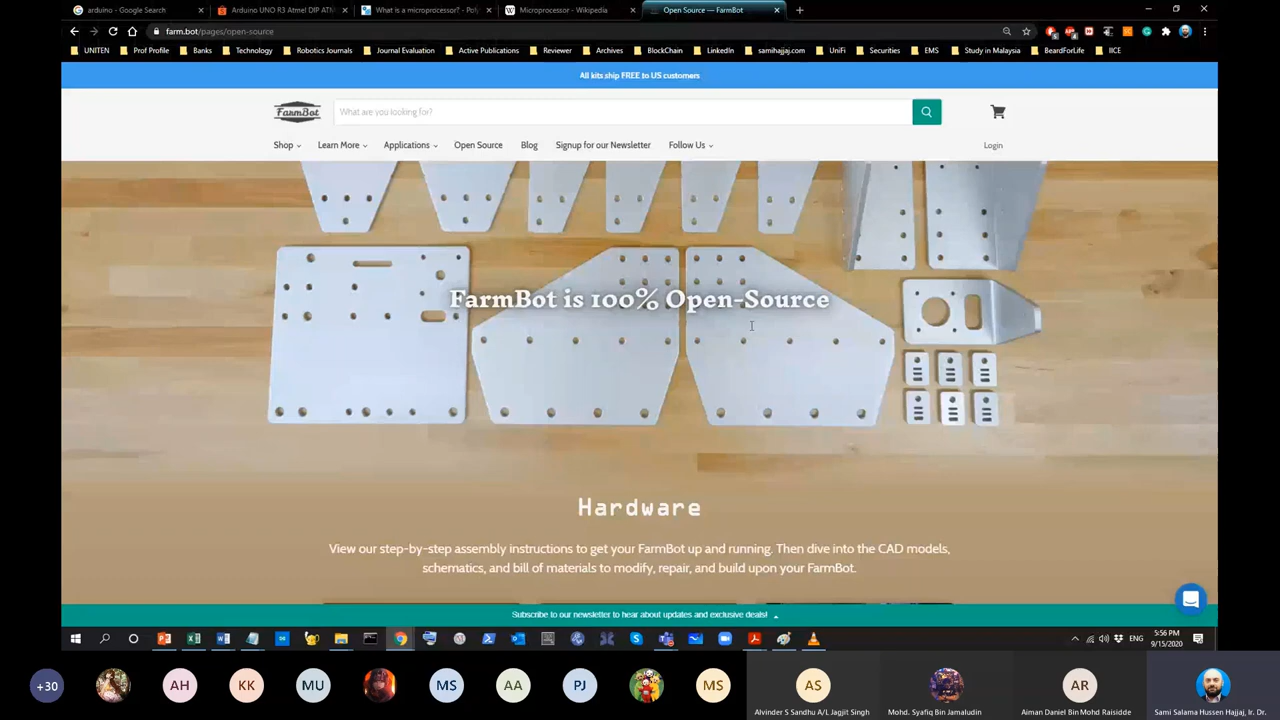 arduino - Google Search
Arduino UNO R3 Atmel DIP ATM
What is a microprocessor? - Pol
Microprocessor - Wikipedia
Open Source — FarmBot
farm.bot/pages/open-source
UNITEN
Prof Profile
Banks
Technology
Robotics Journals
Journal Evaluation
Active Publications
Reviewer
Archives
BlockChain
LinkedIn
samihajjaj.com
UniFi
Securities
EMS
Study in Malaysia
BeardForLife
IICE
All kits ship FREE to US customers
FarmBot
What are you looking for?
Shop
Learn More
Applications
Open Source
Blog
Signup for our Newsletter
Follow Us
Login
FarmBot is 100% Open-Source
Hardware
View our step-by-step assembly instructions to get your FarmBot up and running. Then dive into the CAD models,
schematics, and bill of materials to modify, repair, and build upon your FarmBot.
Subscribe to our newsletter to hear about updates and exclusive deals!
ENG
5:56 PM
9/15/2020
+30
AH
KK
MU
MS
AA
PJ
MS
AS
AR
Alvinder S Sandhu A/L Jagjit Singh
Mohd. Syafiq Bin Jamaludin
Aiman Daniel Bin Mohd Raisidde
Sami Salama Hussen Hajjaj, Ir. Dr.